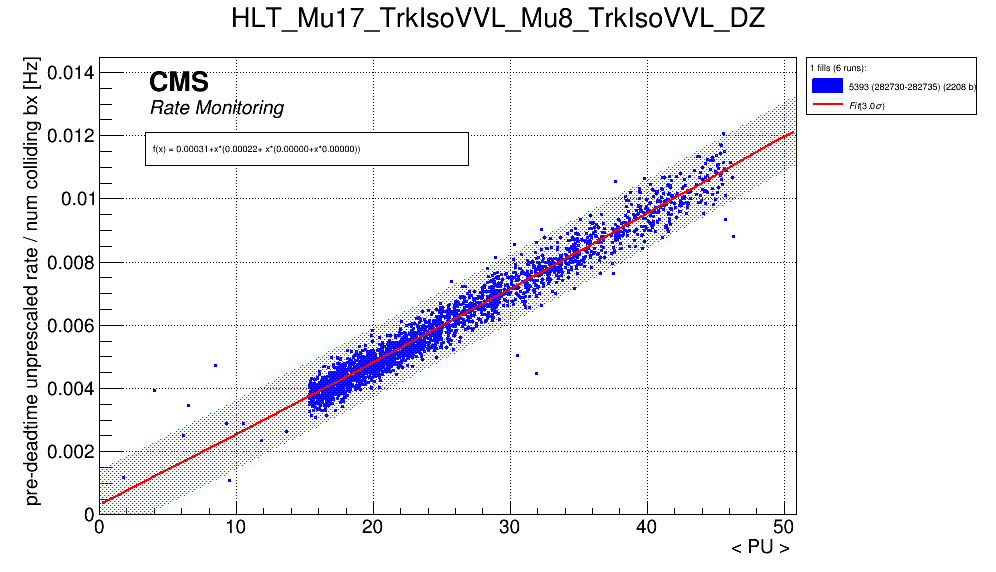 HLT_Mu17_TrkIsoVVL_Mu8_TrkIsoVVL_DZ
pre-deadtime unprescaled rate / num colliding bx [Hz]
0.014
0.012
0.01
0.008
0.006
0.004
0.002
0
CMS
Rate Monitoring
f(x) = 0.00031+x*(0.00022+ x*(0.00000+x*0.00000))
1 fills (6 runs):
5393 (282730-282735) (2208 b)
Fit(3.0σ)
0 10 20 30 40 50
< PU >